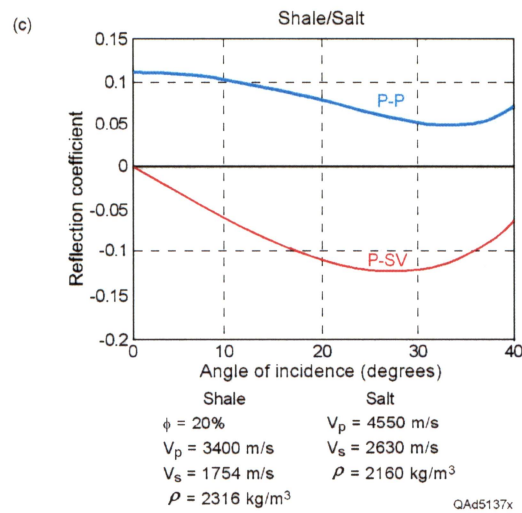 (c)
Shale/Salt
0.15
0.1
0.05
0
-0.05
-0.1
-0.15
-0.2
Reflection coefficient
P-P
P-SV
0 10 20 30 40
Angle of incidence (degrees)
Shale Salt
ϕ = 20% Vp = 4550 m/s
Vp = 3400 m/s Vs = 2630 m/s
Vs = 1754 m/s ρ = 2160 kg/m³
ρ = 2316 kg/m³
QAd5137x